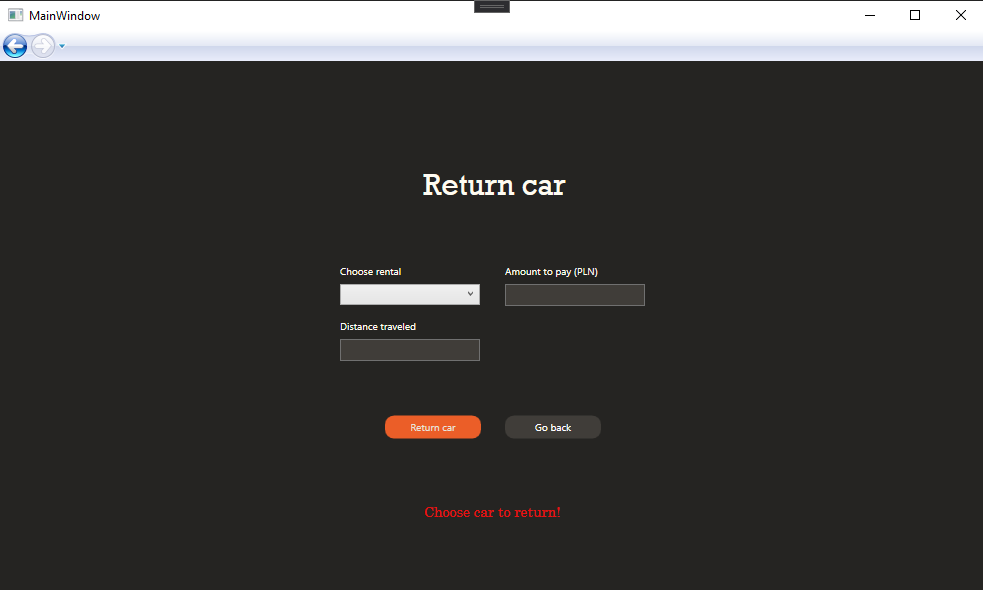 MainWindow
Return car
Choose rental
Amount to pay (PLN)
Distance traveled
Return car
Go back
Choose car to return!